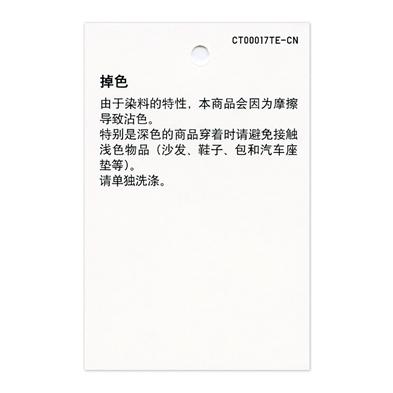 CT00017TE-CN
掉色
由于染料的特性，本商品会因为摩擦
导致沾色。
特别是深色的商品穿着时请避免接触
浅色物品（沙发、鞋子、包和汽车座
垫等）。
请单独洗涤。